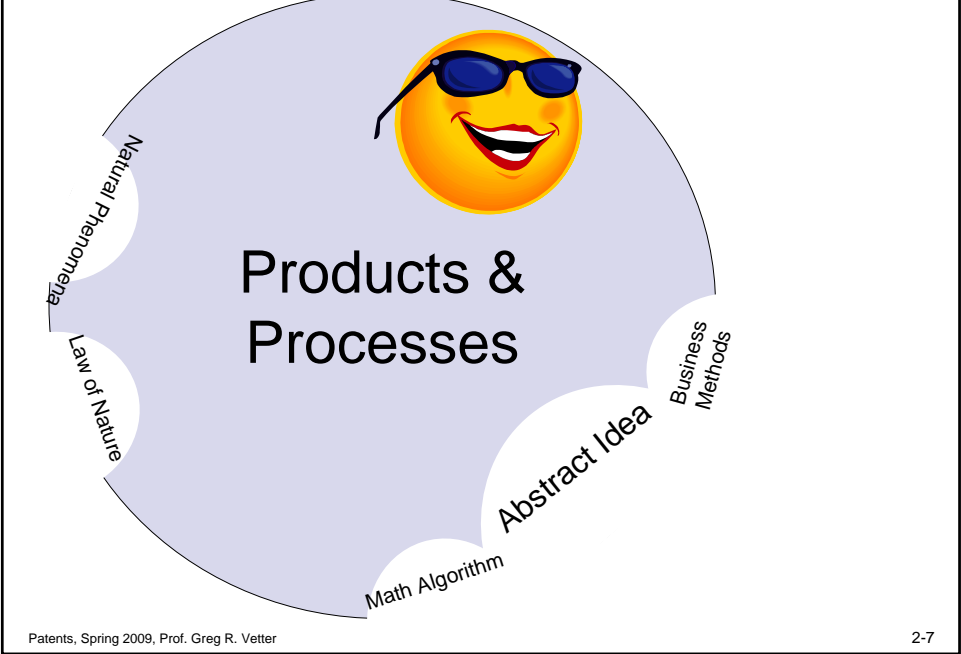 Natural Phenomena
Products &
Processes
Law of Nature
Business
Methods
Abstract Idea
Math Algorithm
Patents, Spring 2009, Prof. Greg R. Vetter
2-7